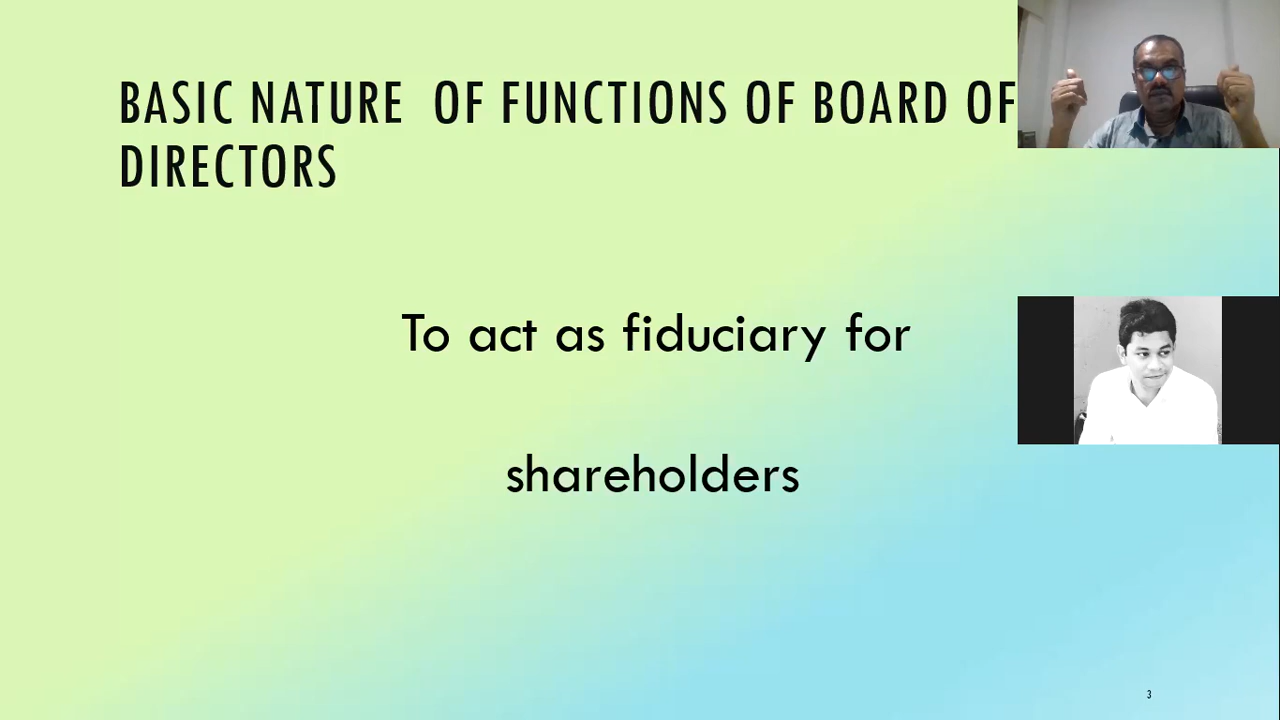 BASIC NATURE OF FUNCTIONS OF BOARD OF
DIRECTORS
To act as fiduciary for
shareholders
3